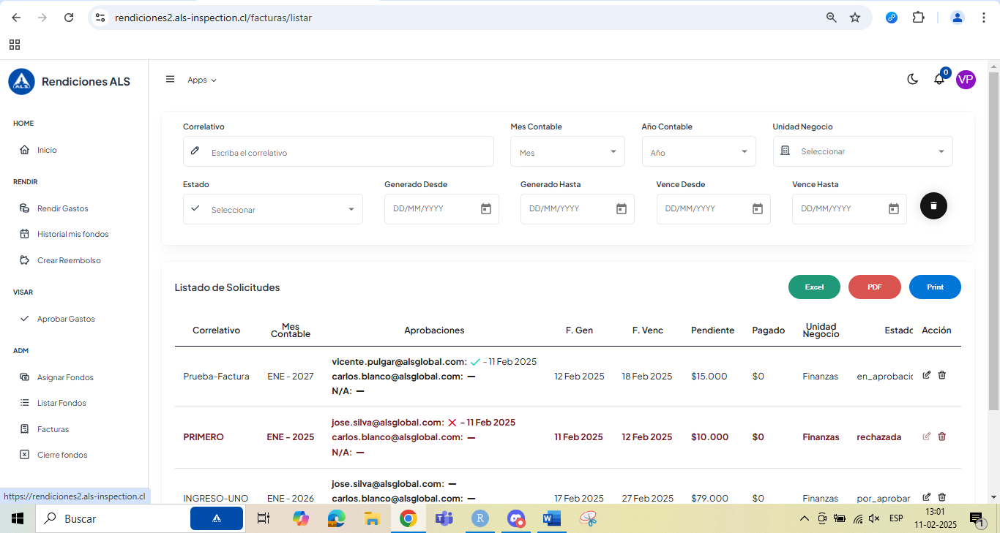 rendiciones2.als-inspection.cl/facturas/listar
ALS
Rendiciones ALS
Apps
0
VP
HOME
Inicio
RENDIR
Rendir Gastos
Historial mis fondos
Crear Reembolso
VISAR
Aprobar Gastos
ADM
Asignar Fondos
Listar Fondos
Facturas
Cierre fondos
https://rendiciones2.als-inspection.cl
Correlativo
Mes Contable
Año Contable
Unidad Negocio
Escriba el correlativo
Mes
Año
Seleccionar
Estado
Generado Desde
Generado Hasta
Vence Desde
Vence Hasta
Seleccionar
DD/MM/YYYY
DD/MM/YYYY
DD/MM/YYYY
DD/MM/YYYY
Listado de Solicitudes
Excel
PDF
Print
Correlativo
Mes Contable
Aprobaciones
F. Gen
F. Venc
Pendiente
Pagado
Unidad Negocio
Estado
Acción
Prueba-Factura
ENE - 2027
vicente.pulgar@alsglobal.com: ✓ - 11 Feb 2025
carlos.blanco@alsglobal.com: —
N/A: —
12 Feb 2025
18 Feb 2025
$15.000
$0
Finanzas
en_aprobacic
PRIMERO
ENE - 2025
jose.silva@alsglobal.com: ✕ - 11 Feb 2025
carlos.blanco@alsglobal.com: —
N/A: —
11 Feb 2025
12 Feb 2025
$10.000
$0
Finanzas
rechazada
INGRESO-UNO
ENE - 2026
jose.silva@alsglobal.com: —
carlos.blanco@alsglobal.com: —
17 Feb 2025
27 Feb 2025
$79.000
$0
Finanzas
por_aprobar
Buscar
ESP
13:01
11-02-2025
1